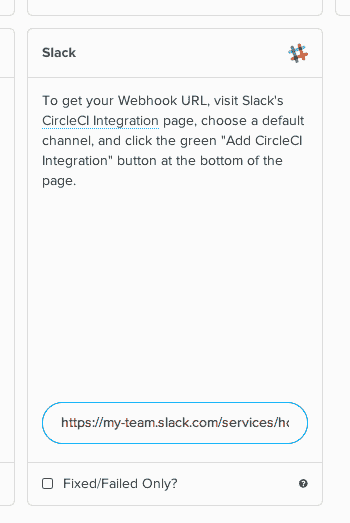 Slack
To get your Webhook URL, visit Slack's
CircleCI Integration page, choose a default
channel, and click the green "Add CircleCI
Integration" button at the bottom of the
page.
https://my-team.slack.com/services/ho
Fixed/Failed Only?